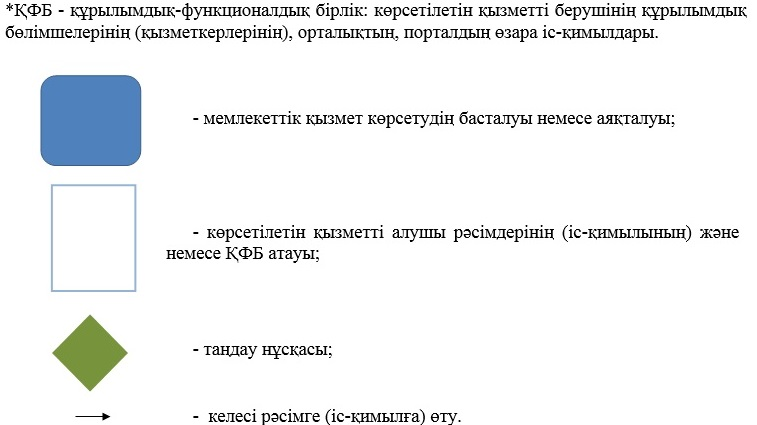 *ҚФБ - құрылымдық-функционалдық бірлік: көрсетілетін қызметті берушінің құрылымдық
бөлімшелерінің (қызметкерлерінің), орталықтың, порталдың өзара іс-қимылдары.
- мемлекеттік қызмет көрсетудің басталуы немесе аяқталуы;
- көрсетілетін қызметті алушы рәсімдерінің (іс-қимылының) және
немесе ҚФБ атауы;
- таңдау нұсқасы;
- келесі рәсімге (іс-қимылға) өту.